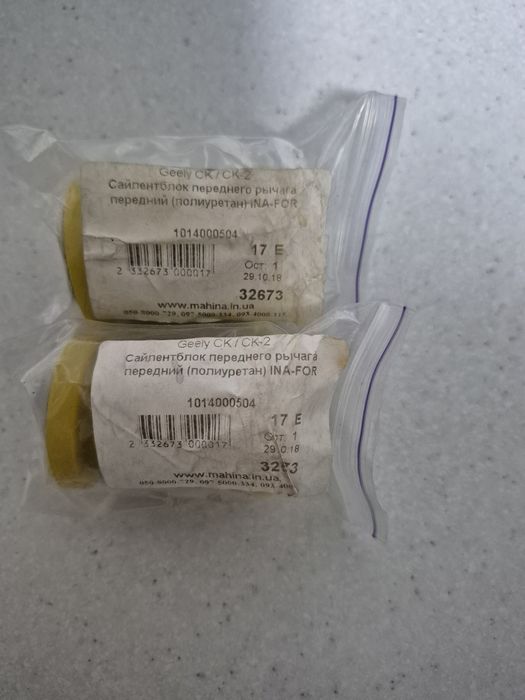 Geely CK / CK-2
Сайлентблок переднего рычага
передний (полиуретан) INA-FOR
1014000504
17 E
Ост. 1
2 332673 000017
29.10.18
32673
www.mahina.in.ua
Geely CK / CK-2
Сайлентблок переднего рычага
передний (полиуретан) INA-FOR
1014000504
17 E
Ост. 1
2 332673 000017
www.mahina.in.ua